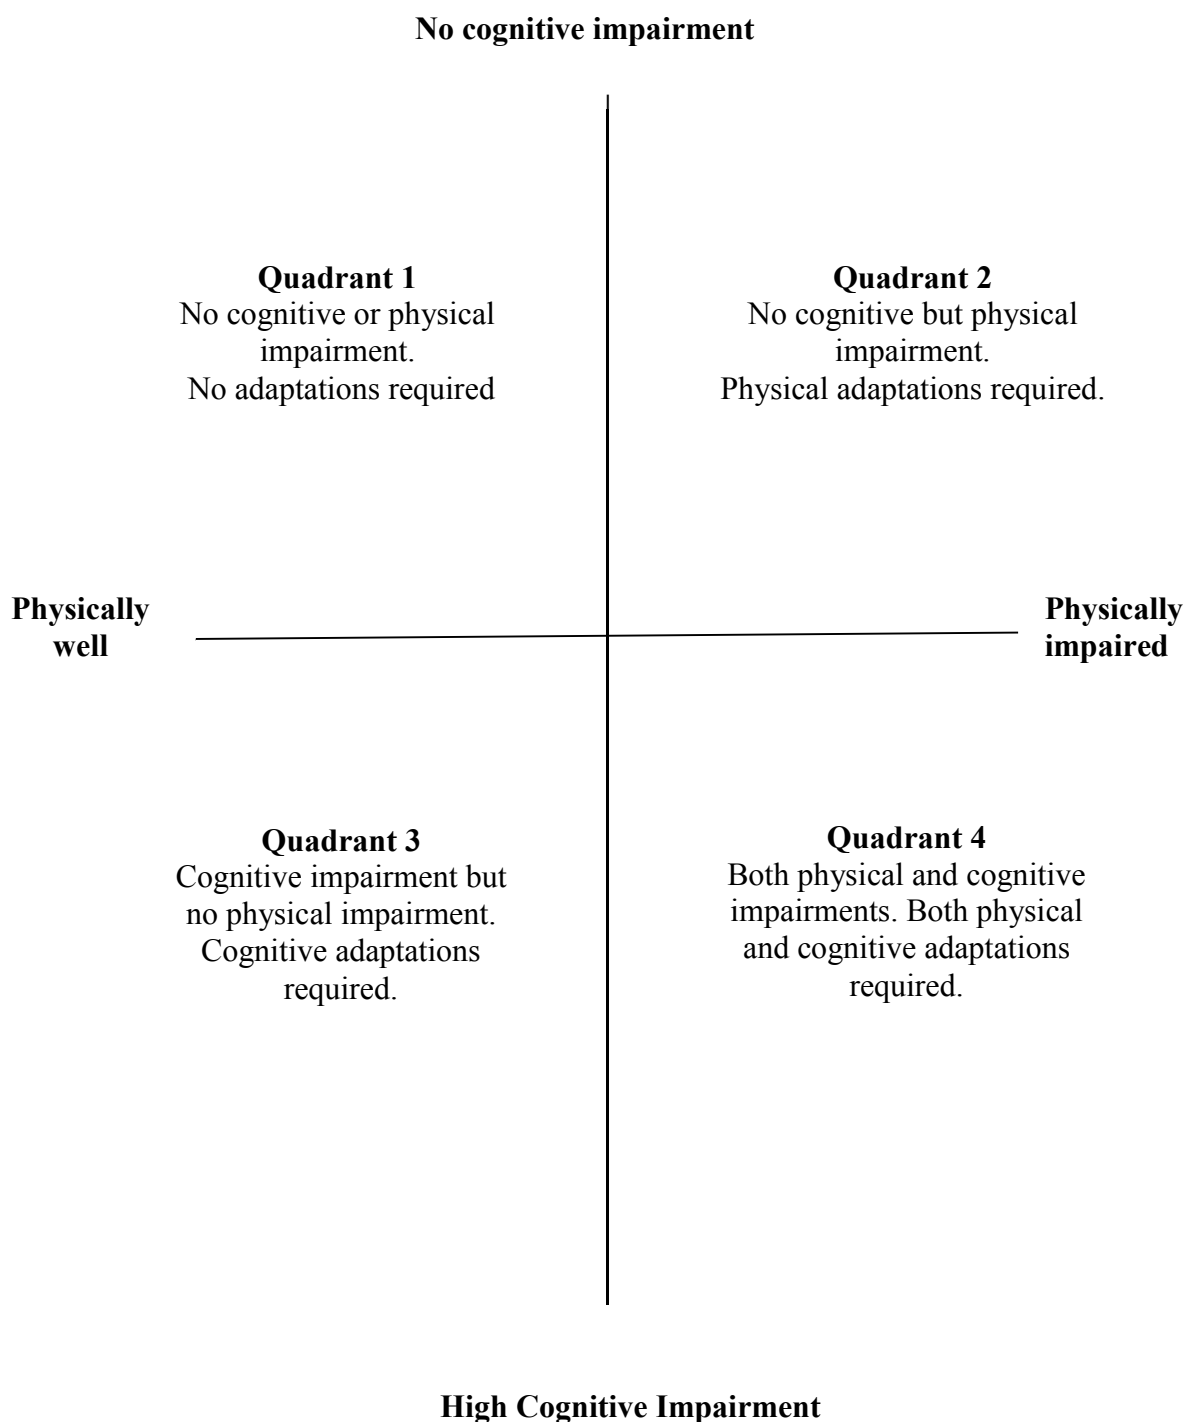 No cognitive impairment
Quadrant 1
No cognitive or physical
impairment.
No adaptations required
Quadrant 2
No cognitive but physical
impairment.
Physical adaptations required.
Physically
well
Physically
impaired
Quadrant 3
Cognitive impairment but
no physical impairment.
Cognitive adaptations
required.
Quadrant 4
Both physical and cognitive
impairments. Both physical
and cognitive adaptations
required.
High Cognitive Impairment